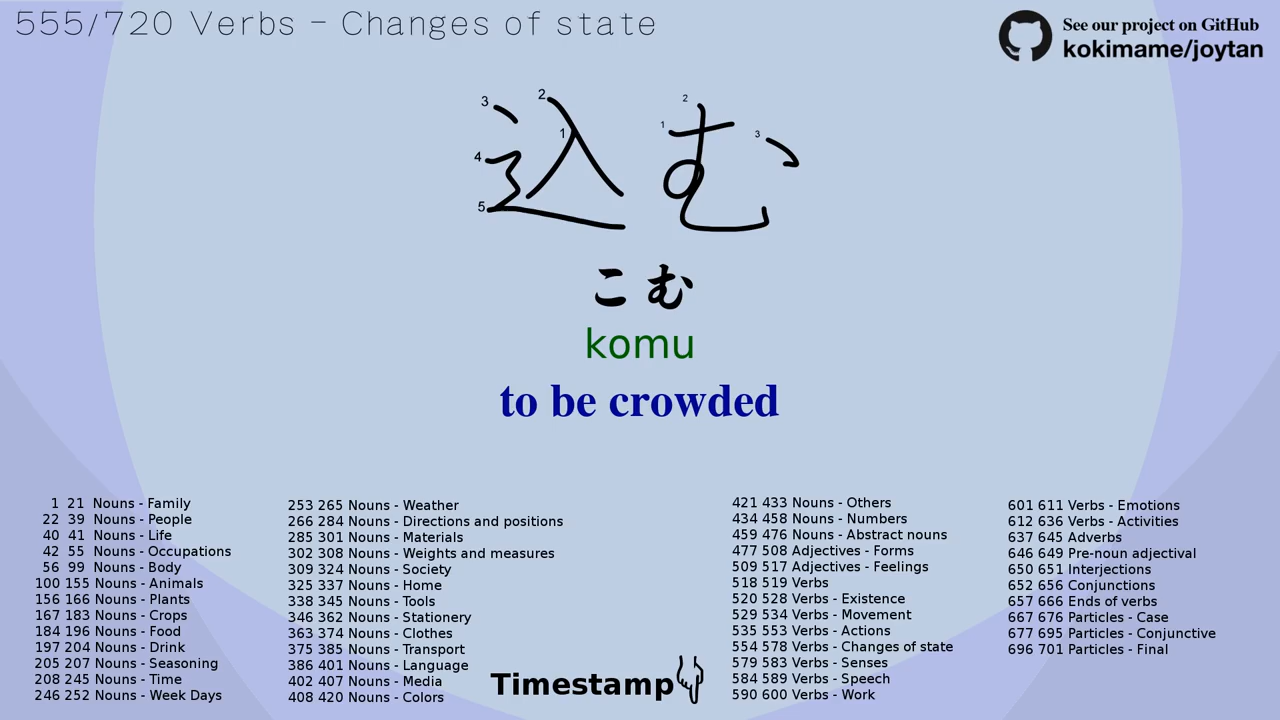 555/720 Verbs - Changes of state
See our project on GitHub
kokimame/joytan
3 2 1 4 5 2 1 3
込む
こむ
komu
to be crowded
1 21 Nouns - Family
22 39 Nouns - People
40 41 Nouns - Life
42 55 Nouns - Occupations
56 99 Nouns - Body
100 155 Nouns - Animals
156 166 Nouns - Plants
167 183 Nouns - Crops
184 196 Nouns - Food
197 204 Nouns - Drink
205 207 Nouns - Seasoning
208 245 Nouns - Time
246 252 Nouns - Week Days
253 265 Nouns - Weather
266 284 Nouns - Directions and positions
285 301 Nouns - Materials
302 308 Nouns - Weights and measures
309 324 Nouns - Society
325 337 Nouns - Home
338 345 Nouns - Tools
346 362 Nouns - Stationery
363 374 Nouns - Clothes
375 385 Nouns - Transport
386 401 Nouns - Language
402 407 Nouns - Media
408 420 Nouns - Colors
Timestamp
421 433 Nouns - Others
434 458 Nouns - Numbers
459 476 Nouns - Abstract nouns
477 508 Adjectives - Forms
509 517 Adjectives - Feelings
518 519 Verbs
520 528 Verbs - Existence
529 534 Verbs - Movement
535 553 Verbs - Actions
554 578 Verbs - Changes of state
579 583 Verbs - Senses
584 589 Verbs - Speech
590 600 Verbs - Work
601 611 Verbs - Emotions
612 636 Verbs - Activities
637 645 Adverbs
646 649 Pre-noun adjectival
650 651 Interjections
652 656 Conjunctions
657 666 Ends of verbs
667 676 Particles - Case
677 695 Particles - Conjunctive
696 701 Particles - Final